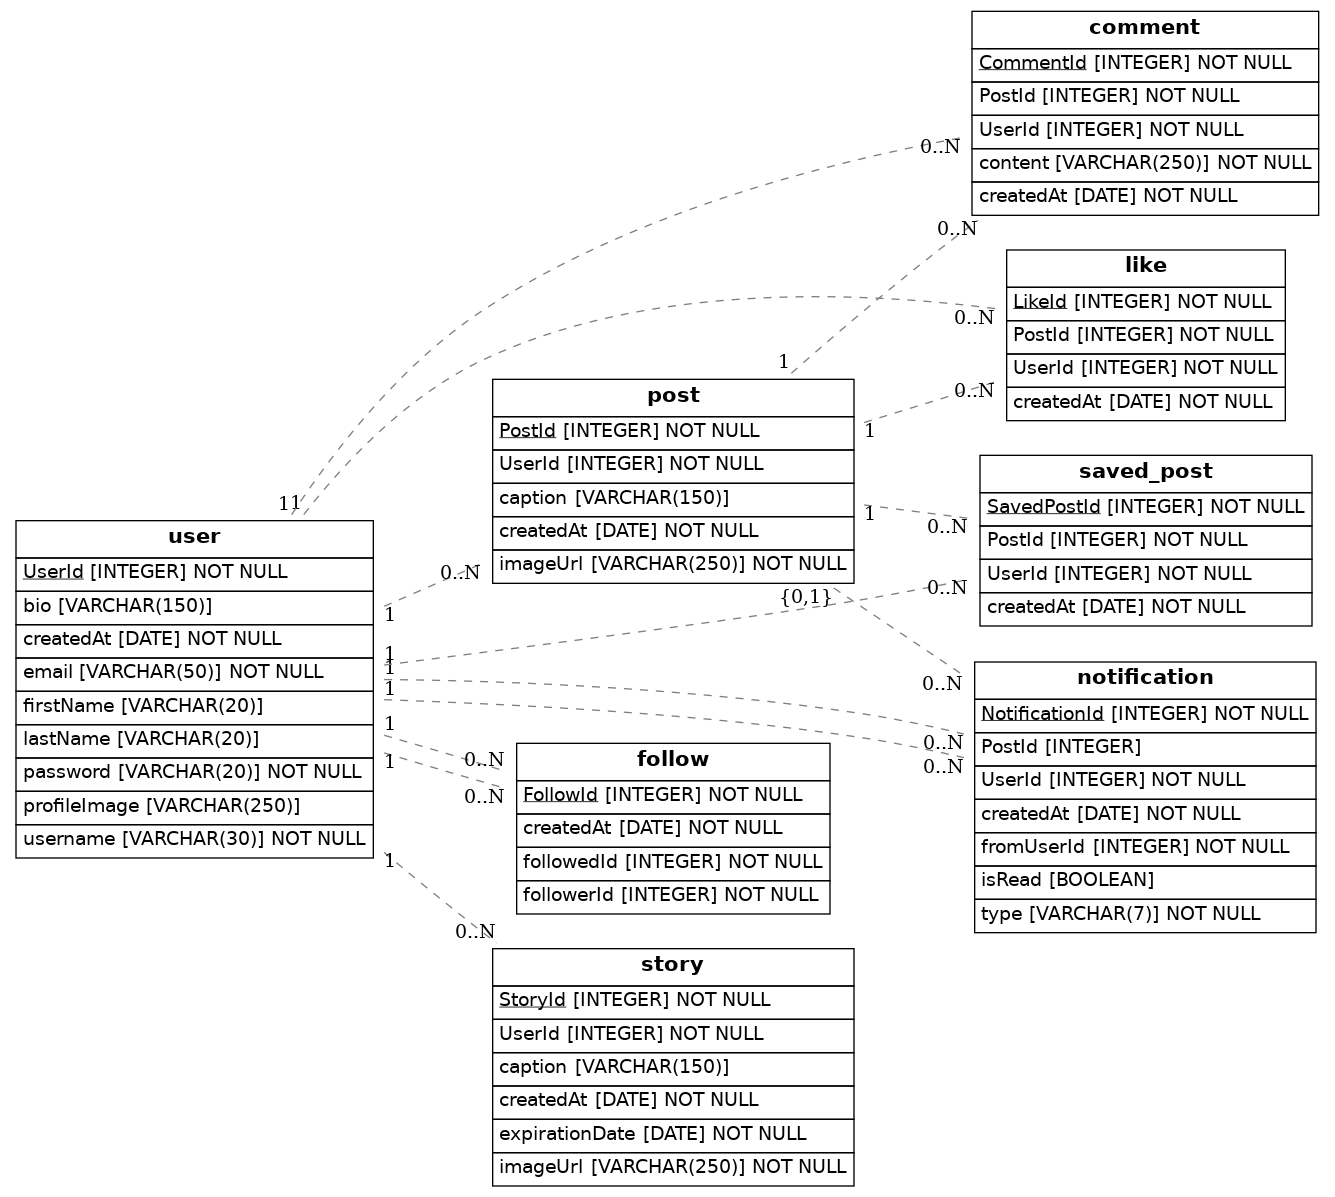 comment
CommentId [INTEGER] NOT NULL
PostId [INTEGER] NOT NULL
UserId [INTEGER] NOT NULL
content [VARCHAR(250)] NOT NULL
createdAt [DATE] NOT NULL
0..N
0..N
like
LikeId [INTEGER] NOT NULL
PostId [INTEGER] NOT NULL
UserId [INTEGER] NOT NULL
createdAt [DATE] NOT NULL
0..N
0..N
1
post
PostId [INTEGER] NOT NULL
UserId [INTEGER] NOT NULL
caption [VARCHAR(150)]
createdAt [DATE] NOT NULL
imageUrl [VARCHAR(250)] NOT NULL
1
1
{0,1}
0..N
saved_post
SavedPostId [INTEGER] NOT NULL
PostId [INTEGER] NOT NULL
UserId [INTEGER] NOT NULL
createdAt [DATE] NOT NULL
0..N
0..N
1
1
user
UserId [INTEGER] NOT NULL
bio [VARCHAR(150)]
createdAt [DATE] NOT NULL
email [VARCHAR(50)] NOT NULL
firstName [VARCHAR(20)]
lastName [VARCHAR(20)]
password [VARCHAR(20)] NOT NULL
profileImage [VARCHAR(250)]
username [VARCHAR(30)] NOT NULL
1
1
1
1
1
1
1
notification
NotificationId [INTEGER] NOT NULL
PostId [INTEGER]
UserId [INTEGER] NOT NULL
createdAt [DATE] NOT NULL
fromUserId [INTEGER] NOT NULL
isRead [BOOLEAN]
type [VARCHAR(7)] NOT NULL
0..N
0..N
0..N
follow
FollowId [INTEGER] NOT NULL
createdAt [DATE] NOT NULL
followedId [INTEGER] NOT NULL
followerId [INTEGER] NOT NULL
0..N
0..N
0..N
story
StoryId [INTEGER] NOT NULL
UserId [INTEGER] NOT NULL
caption [VARCHAR(150)]
createdAt [DATE] NOT NULL
expirationDate [DATE] NOT NULL
imageUrl [VARCHAR(250)] NOT NULL